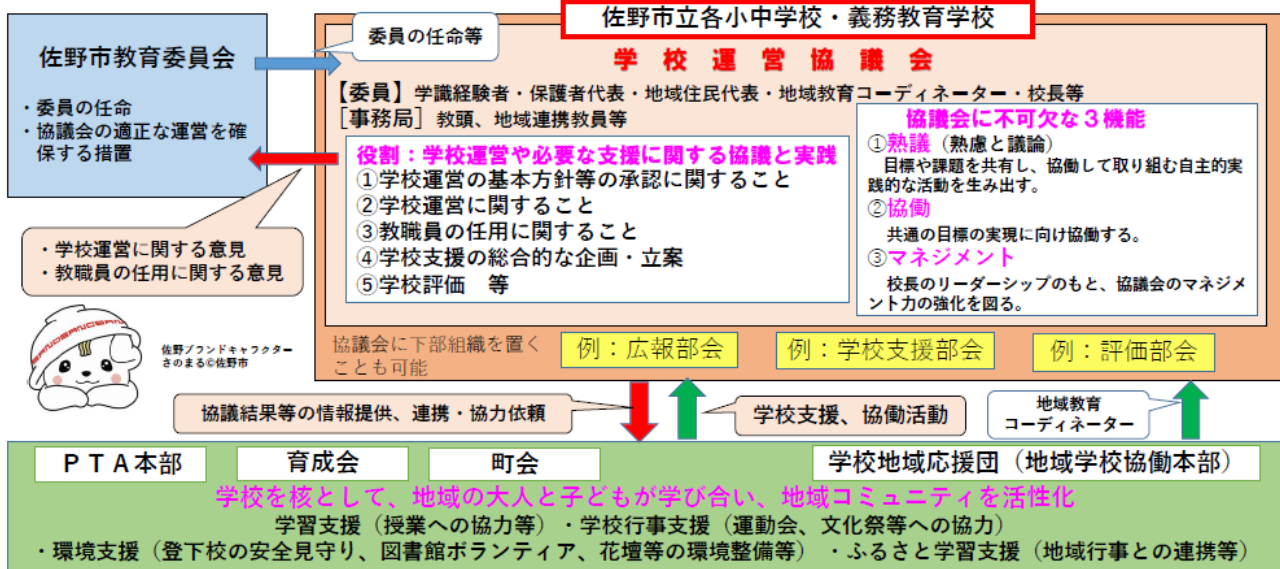 佐野市教育委員会
・委員の任命
・協議会の適正な運営を確
保する措置
委員の任命等
佐野市立各小中学校・義務教育学校
学校運営協議会
【委員】学識経験者・保護者代表・地域住民代表・地域教育コーディネーター・校長等
［事務局］教頭、地域連携教員等
役割：学校運営や必要な支援に関する協議と実践
①学校運営の基本方針等の承認に関すること
②学校運営に関すること
③教職員の任用に関すること
④学校支援の総合的な企画・立案
⑤学校評価　等
協議会に不可欠な３機能
①熟議（熟慮と議論）
目標や課題を共有し、協働して取り組む自主的実
践的な活動を生み出す。
②協働
共通の目標の実現に向け協働する。
③マネジメント
校長のリーダーシップのもと、協議会のマネジメ
ント力の強化を図る。
・学校運営に関する意見
・教職員の任用に関する意見
SANOSANOSAN
佐野ブランドキャラクター
さのまる©佐野市
協議会に下部組織を置く
ことも可能
例：広報部会
例：学校支援部会
例：評価部会
協議結果等の情報提供、連携・協力依頼
学校支援、協働活動
地域教育
コーディネーター
ＰＴＡ本部
育成会
町会
学校地域応援団（地域学校協働本部）
学校を核として、地域の大人と子どもが学び合い、地域コミュニティを活性化
学習支援（授業への協力等）・学校行事支援（運動会、文化祭等への協力）
・環境支援（登下校の安全見守り、図書館ボランティア、花壇等の環境整備等）・ふるさと学習支援（地域行事との連携等）